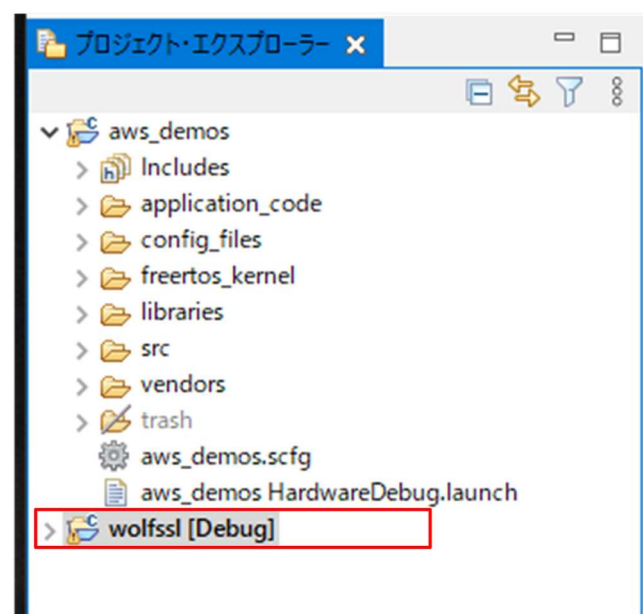 プロジェクト・エクスプローラー
aws_demos
Includes
application_code
config_files
freertos_kernel
libraries
src
vendors
trash
aws_demos.scfg
aws_demos HardwareDebug.launch
wolfssl [Debug]